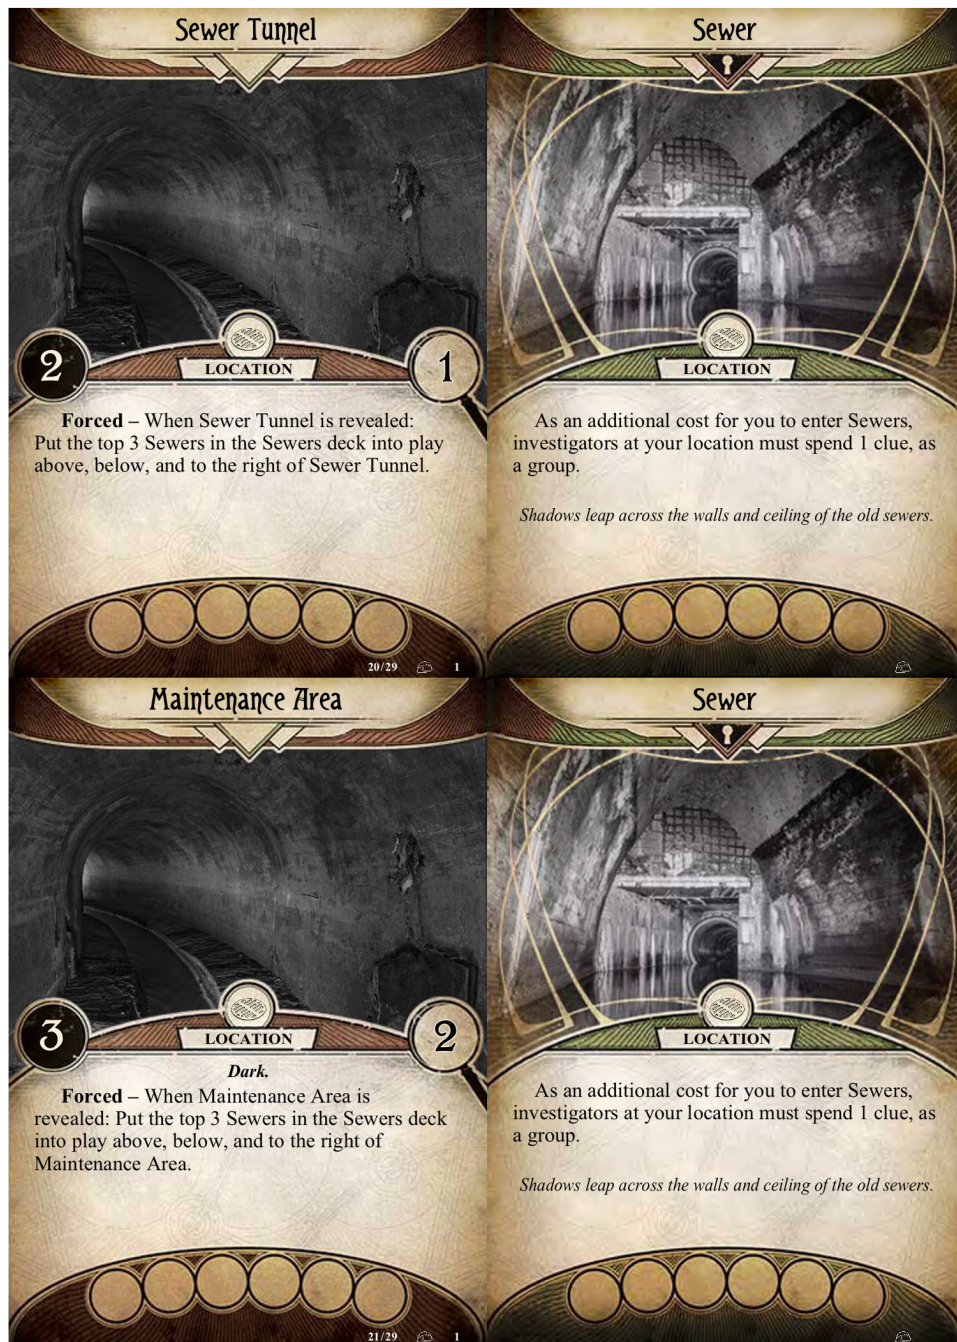 Sewer Tunnel
2
1
LOCATION
Forced – When Sewer Tunnel is revealed:
Put the top 3 Sewers in the Sewers deck into play
above, below, and to the right of Sewer Tunnel.
20/29 1
Sewer
LOCATION
As an additional cost for you to enter Sewers,
investigators at your location must spend 1 clue, as
a group.
Shadows leap across the walls and ceiling of the old sewers.
Maintenance Area
3
2
LOCATION
Dark.
Forced – When Maintenance Area is
revealed: Put the top 3 Sewers in the Sewers deck
into play above, below, and to the right of
Maintenance Area.
21/29 1
Sewer
LOCATION
As an additional cost for you to enter Sewers,
investigators at your location must spend 1 clue, as
a group.
Shadows leap across the walls and ceiling of the old sewers.